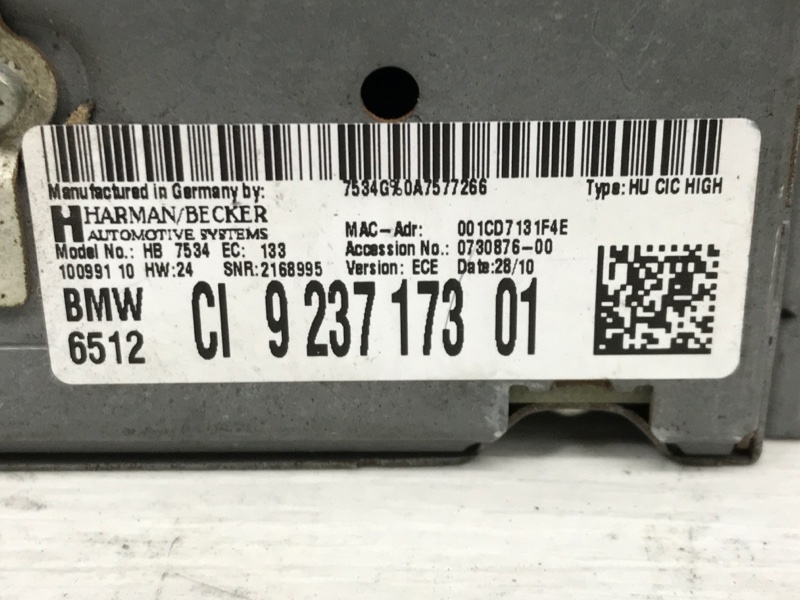 Manufactured in Germany by: 7534G%0A7577266 Type: HU CIC HIGH
HARMAN/BECKER
AUTOMOTIVE SYSTEMS MAC-Adr: 001CD7131F4E
Model No.: HB 7534 EC: 133 Accession No.: 0730876-00
100991 10 HW:24 SNR:2168995 Version: ECE Date:28/10
BMW
6512 CI 9 237 173 01